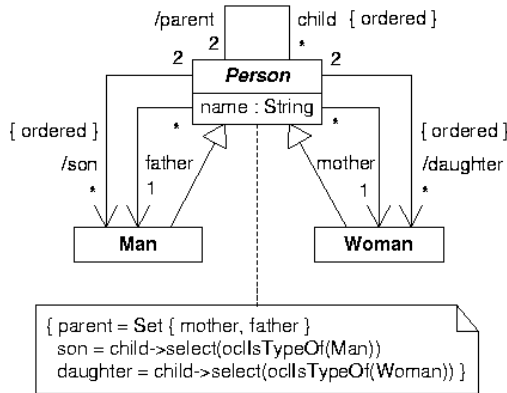 /parent
child { ordered }
2
*
2
2
Person
name : String
*
*
{ ordered }
{ ordered }
/son
father
mother
/daughter
*
1
1
*
Man
Woman
{ parent = Set { mother, father }
son = child->select(oclIsTypeOf(Man))
daughter = child->select(oclIsTypeOf(Woman)) }